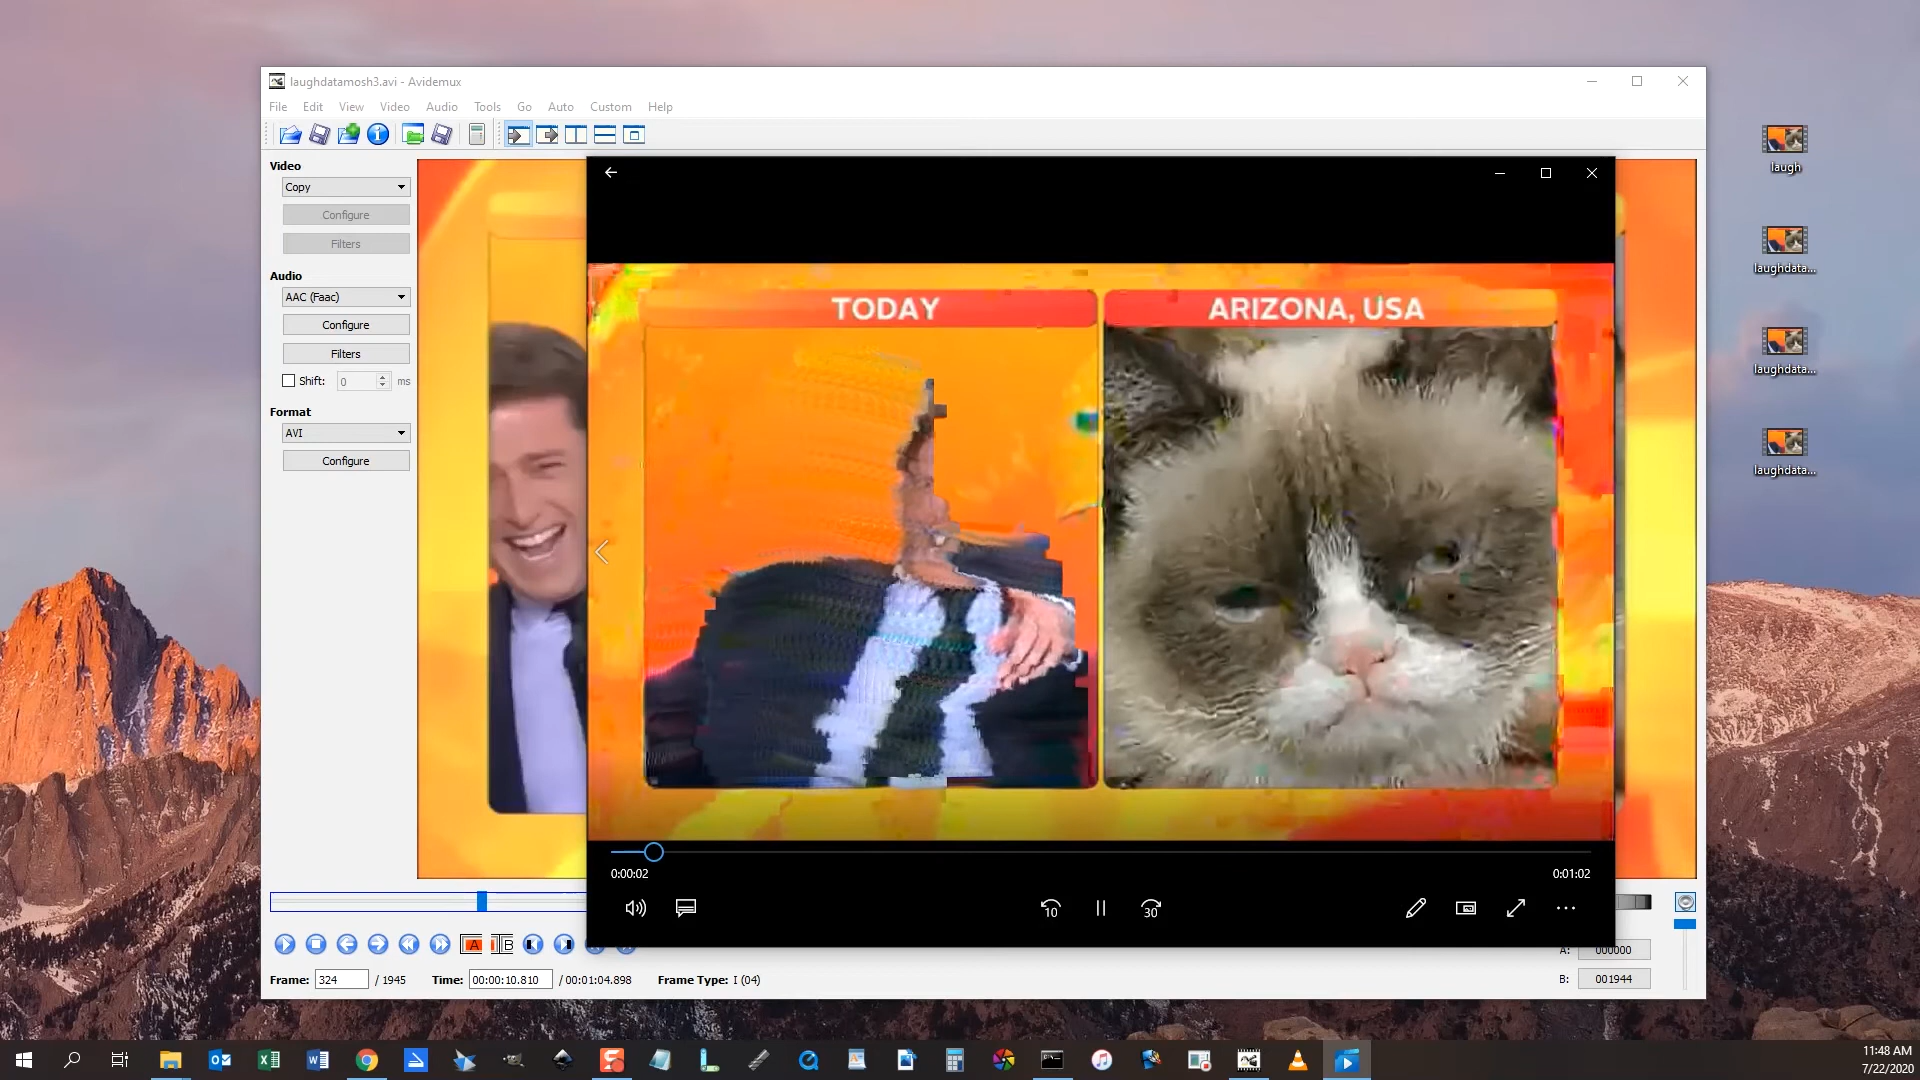 laughdatamosh3.avi - Avidemux
File Edit View Video Audio Tools Go Auto Custom Help
Video
Copy
Configure
Filters
Audio
AAC (Faac)
Configure
Filters
Shift: 0 ms
Format
AVI
Configure
TODAY
ARIZONA, USA
0:00:02
0:01:02
10
30
A B
Frame: 324 / 1945 Time: 00:00:10.810 / 00:01:04.898 Frame Type: I (04)
A: 000000
B: 001944
laugh
laughdata...
laughdata...
laughdata...
11:48 AM
7/22/2020